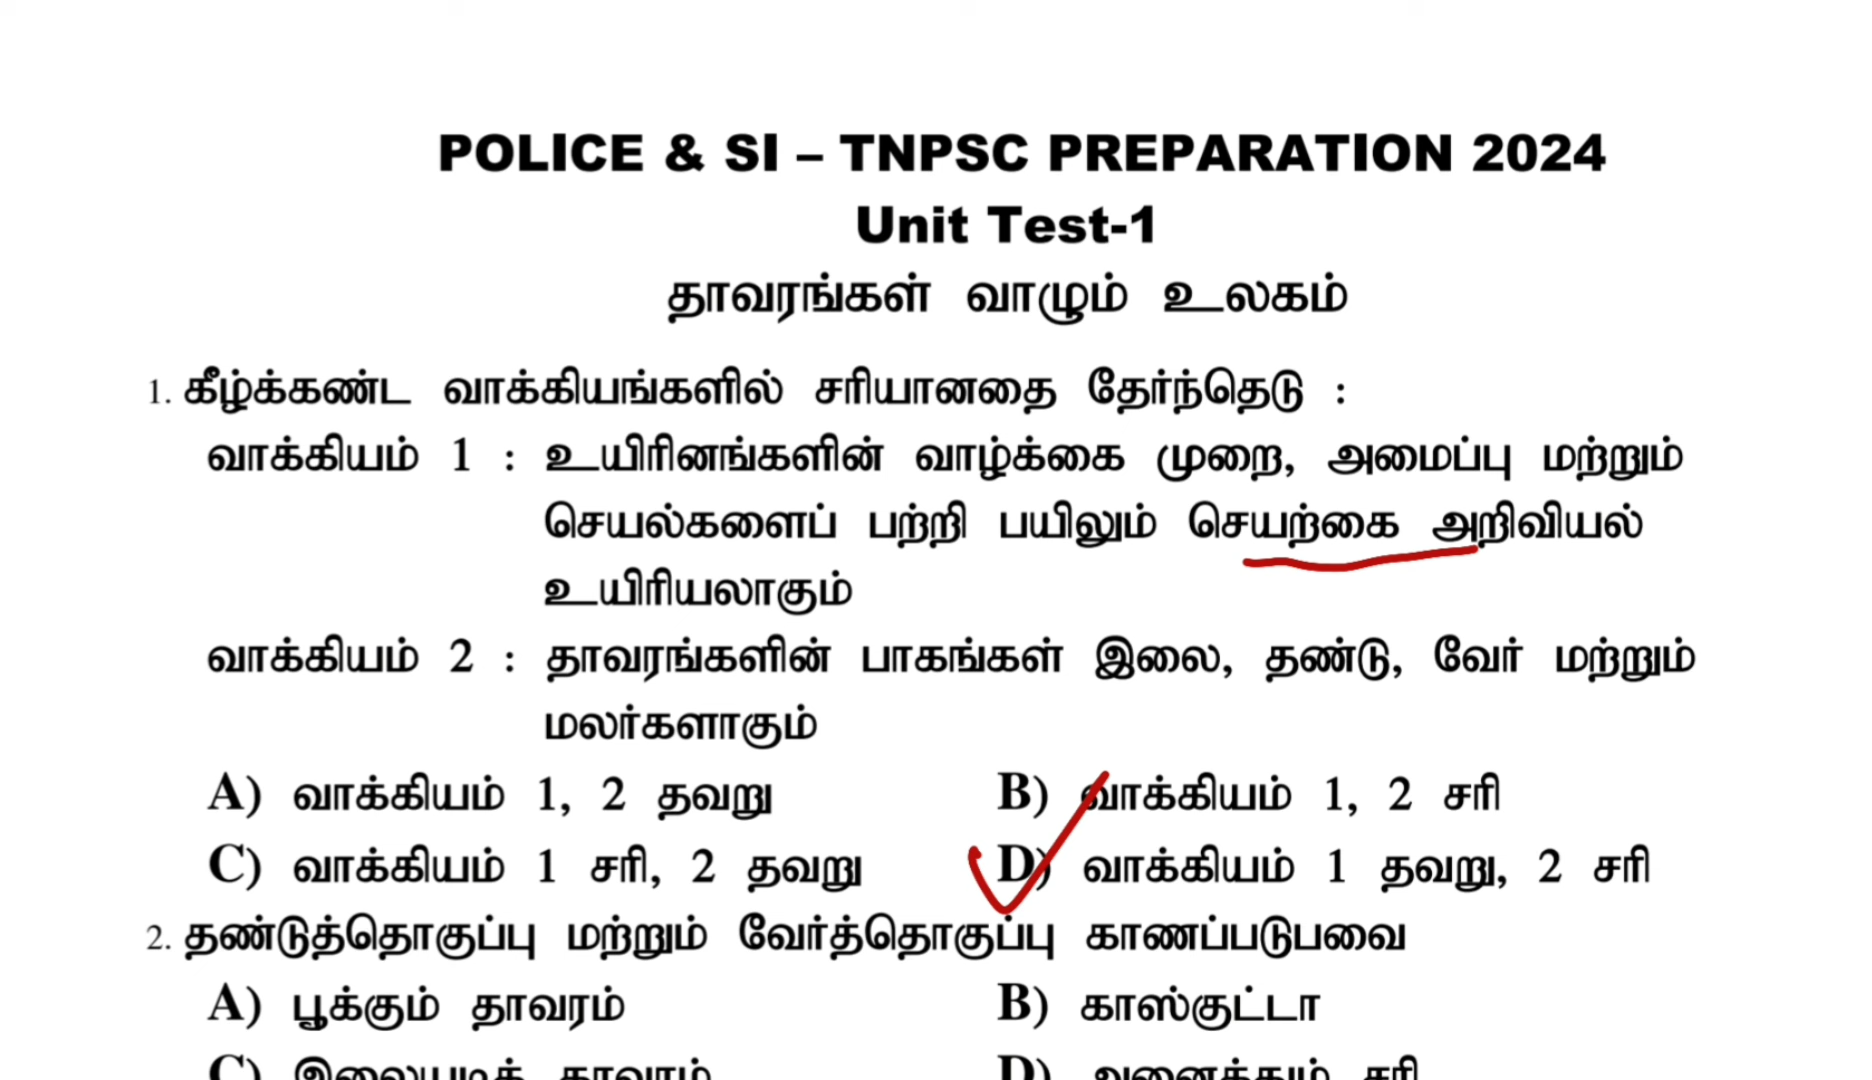 POLICE & SI – TNPSC PREPARATION 2024
Unit Test-1
தாவரங்கள் வாழும் உலகம்
1. கீழ்க்கண்ட வாக்கியங்களில் சரியானதை தேர்ந்தெடு :
வாக்கியம் 1 : உயிரினங்களின் வாழ்க்கை முறை, அமைப்பு மற்றும்
செயல்களைப் பற்றி பயிலும் செயற்கை அறிவியல்
உயிரியலாகும்
வாக்கியம் 2 : தாவரங்களின் பாகங்கள் இலை, தண்டு, வேர் மற்றும்
மலர்களாகும்
A) வாக்கியம் 1, 2 தவறு B) வாக்கியம் 1, 2 சரி
C) வாக்கியம் 1 சரி, 2 தவறு D) வாக்கியம் 1 தவறு, 2 சரி
2. தண்டுத்தொகுப்பு மற்றும் வேர்த்தொகுப்பு காணப்படுபவை
A) பூக்கும் தாவரம் B) காஸ்குட்டா
C) தாவரம் D) அனைத்தும் சரி